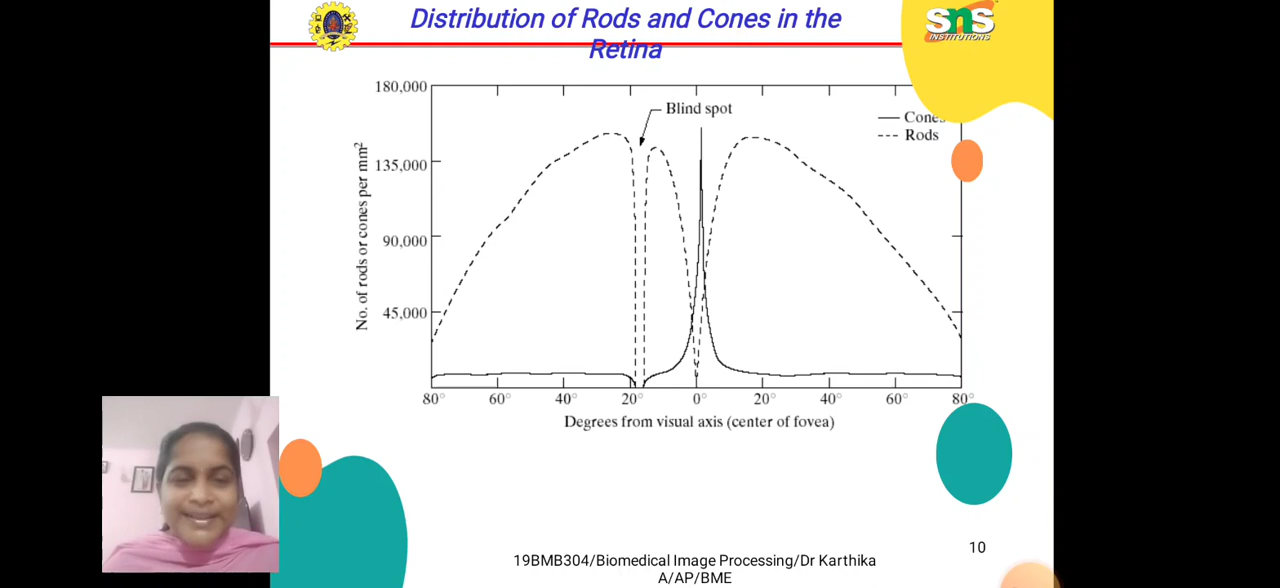 Distribution of Rods and Cones in the
Retina
SNS
INSTITUTIONS
180,000
135,000
90,000
45,000
No. of rods or cones per mm²
Blind spot
Cones
Rods
80° 60° 40° 20° 0° 20° 40° 60° 80°
Degrees from visual axis (center of fovea)
10
19BMB304/Biomedical Image Processing/Dr Karthika
A/AP/BME